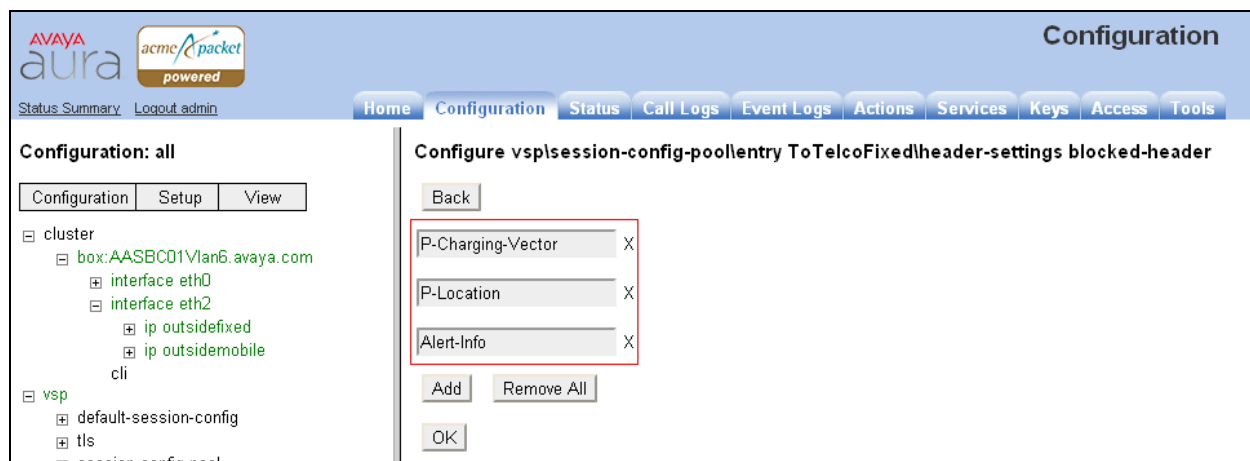 Configuration
AVAYA
aura
acme packet
powered
Status Summary Logout admin
Home Configuration Status Call Logs Event Logs Actions Services Keys Access Tools
Configuration: all
Configuration Setup View
cluster
box:AASBC01Vlan6.avaya.com
interface eth0
interface eth2
ip outsidefixed
ip outsidemobile
cli
vsp
default-session-config
tls
Configure vsp\session-config-pool\entry ToTelcoFixed\header-settings blocked-header
Back
P-Charging-Vector X
P-Location X
Alert-Info X
Add Remove All
OK